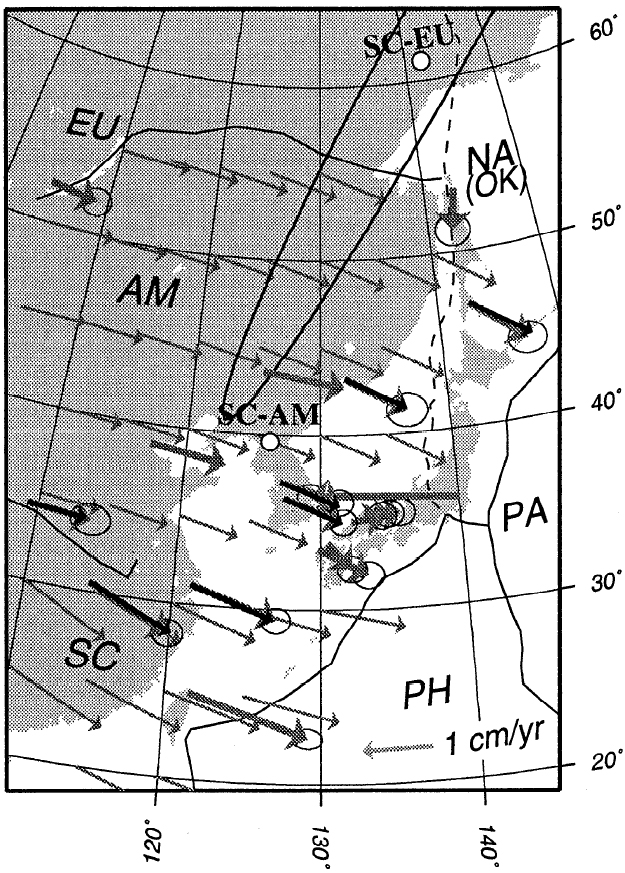 SC-EU
60°
EU
NA
(OK)
50°
AM
40°
SC-AM
PA
30°
SC
PH
1 cm/yr
20°
120°
130°
140°